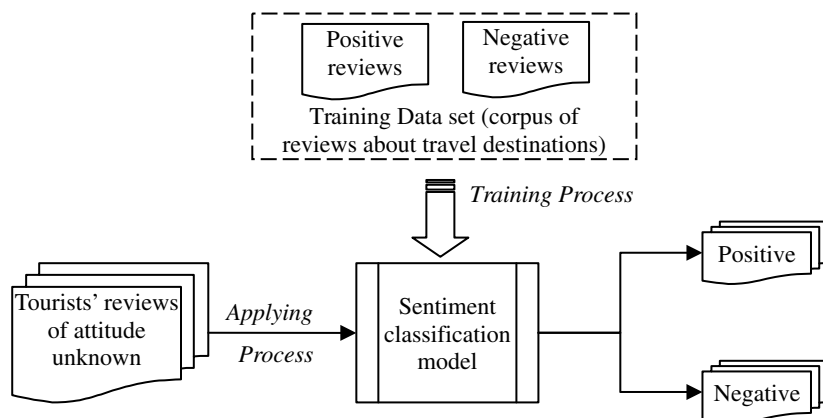 Positive
reviews
Negative
reviews
Training Data set (corpus of
reviews about travel destinations)
Training Process
Tourists’ reviews
of attitude
unknown
Applying
Process
Sentiment
classification
model
Positive
Negative